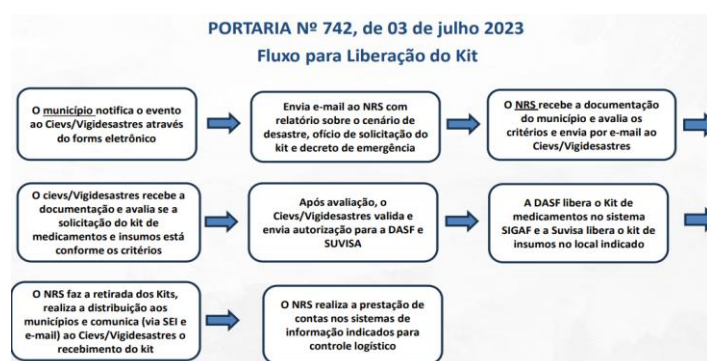 PORTARIA Nº 742, de 03 de julho 2023
Fluxo para Liberação do Kit
O município notifica o evento
ao Cievs/Vigidesastres através
do forms eletrônico
Envia e-mail ao NRS com
relatório sobre o cenário de
desastre, ofício de solicitação do
kit e decreto de emergência
O NRS recebe a documentação
do município e avalia os
critérios e envia por e-mail ao
Cievs/Vigidesastres
O cievs/Vigidesastres recebe a
documentação e avalia se a
solicitação do kit de
medicamentos e insumos está
conforme os critérios
Após avaliação, o
Cievs/Vigidesastres valida e
envia autorização para a DASF e
SUVISA
A DASF libera o Kit de
medicamentos no sistema
SIGAF e a Suvisa libera o kit de
insumos no local indicado
O NRS faz a retirada dos Kits,
realiza a distribuição aos
municípios e comunica (via SEI e
e-mail) ao Cievs/Vigidesastres o
recebimento do kit
O NRS realiza a prestação de
contas nos sistemas de
informação indicados para
controle logístico